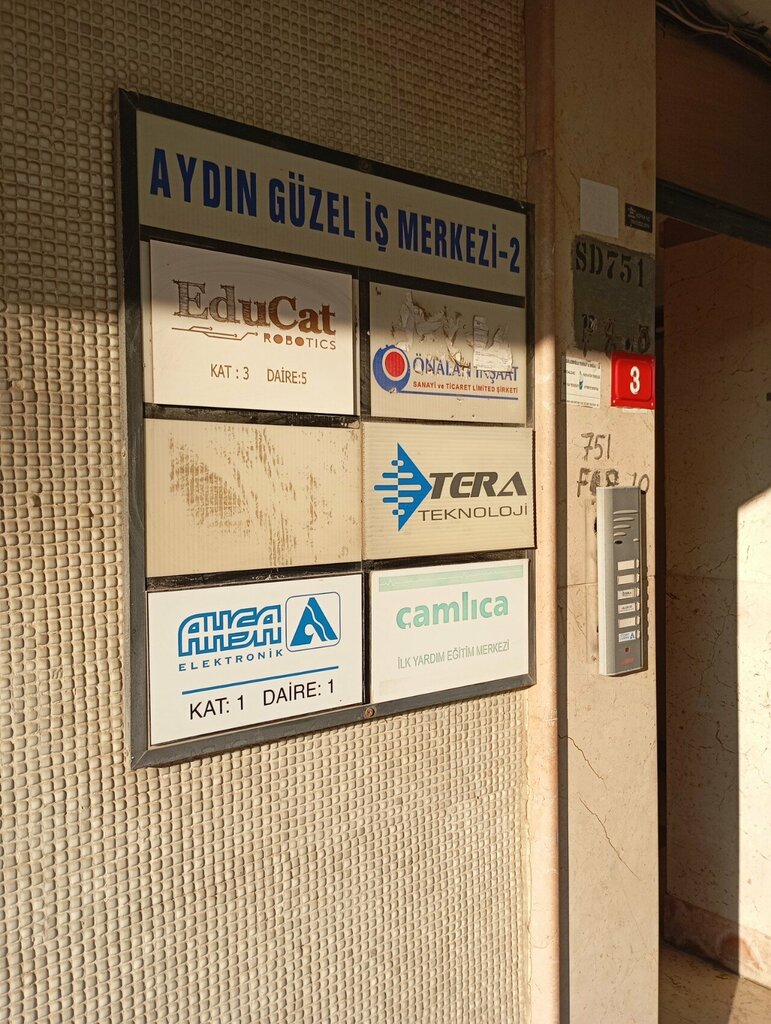 AYDIN GÜZEL İŞ MERKEZİ-2
EduCat
ROBOTICS
KAT : 3 DAİRE:5
ÖNALAN İNŞAAT
SANAYİ ve TİCARET LİMİTED ŞİRKETİ
TERA
TEKNOLOJİ
AHSA
ELEKTRONİK
KAT: 1 DAİRE: 1
çamlıca
İLK YARDIM EĞİTİM MERKEZİ
SD751
3
751